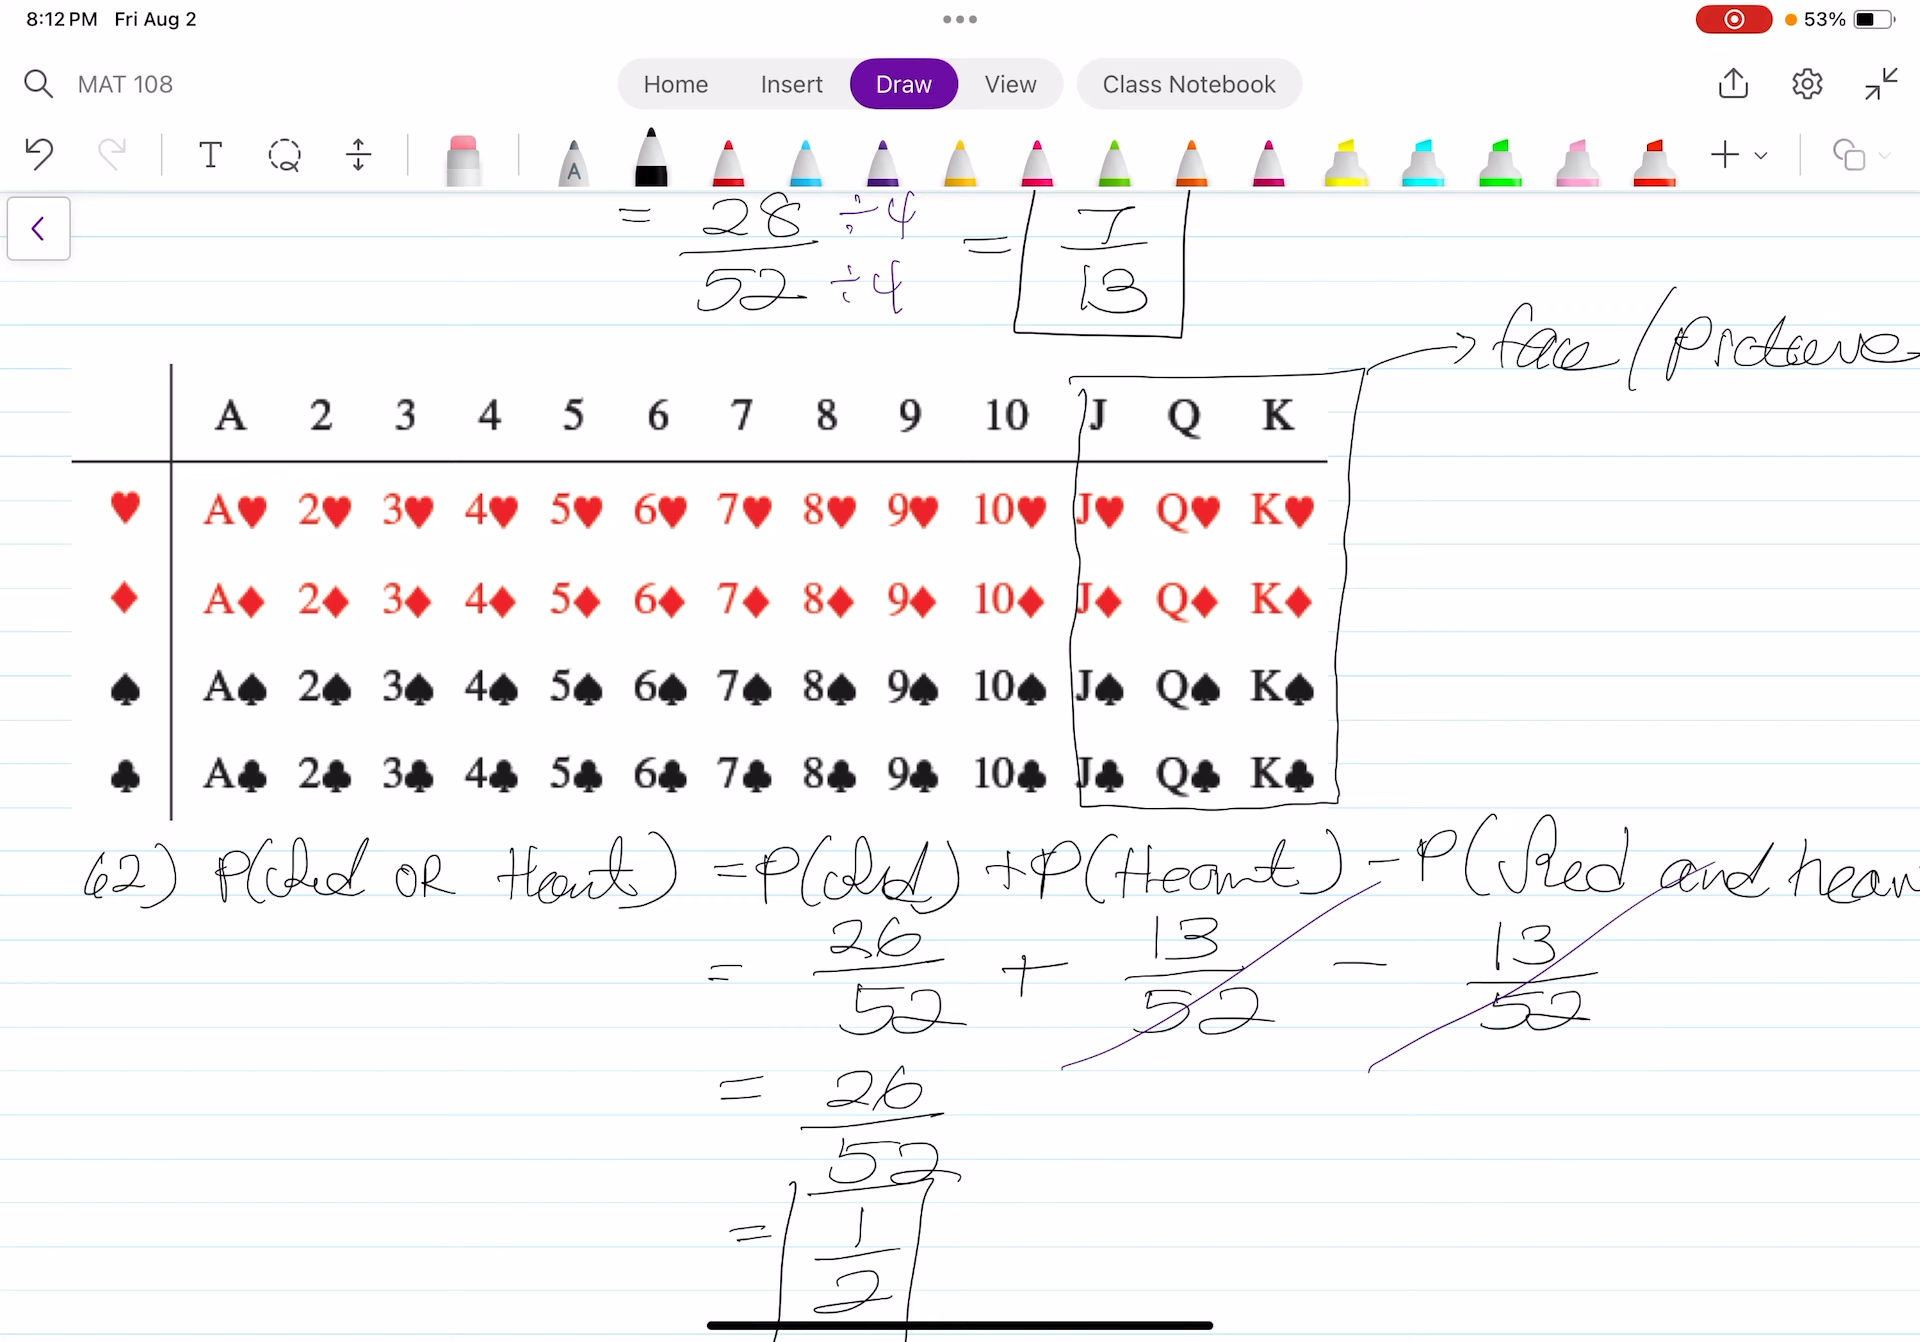 8:12 PM Fri Aug 2 53%
MAT 108 Home Insert Draw View Class Notebook
T A
= 28/52 ÷4/÷4 = 7/13
face/Picture
A 2 3 4 5 6 7 8 9 10 J Q K
♥ A♥ 2♥ 3♥ 4♥ 5♥ 6♥ 7♥ 8♥ 9♥ 10♥ J♥ Q♥ K♥
♦ A♦ 2♦ 3♦ 4♦ 5♦ 6♦ 7♦ 8♦ 9♦ 10♦ J♦ Q♦ K♦
♠ A♠ 2♠ 3♠ 4♠ 5♠ 6♠ 7♠ 8♠ 9♠ 10♠ J♠ Q♠ K♠
♣ A♣ 2♣ 3♣ 4♣ 5♣ 6♣ 7♣ 8♣ 9♣ 10♣ J♣ Q♣ K♣
62) P(Red OR Heart) = P(Red) + P(Heart) - P(Red and hear
= 26/52 + 13/52 - 13/52
= 26/52
= 1/2